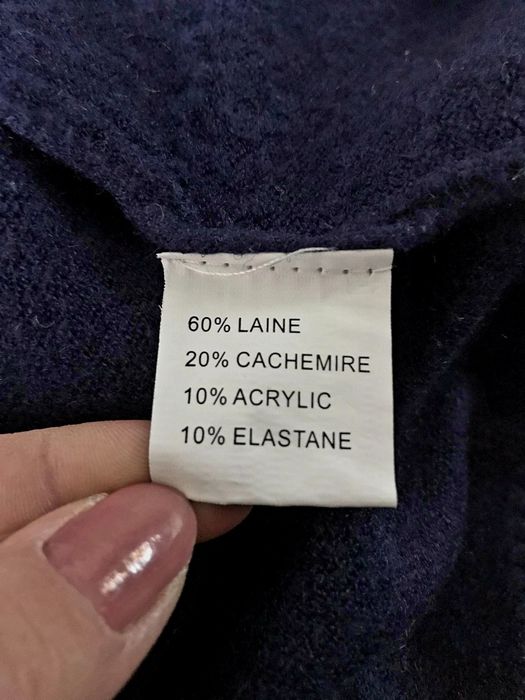 60% LAINE
20% CACHEMIRE
10% ACRYLIC
10% ELASTANE